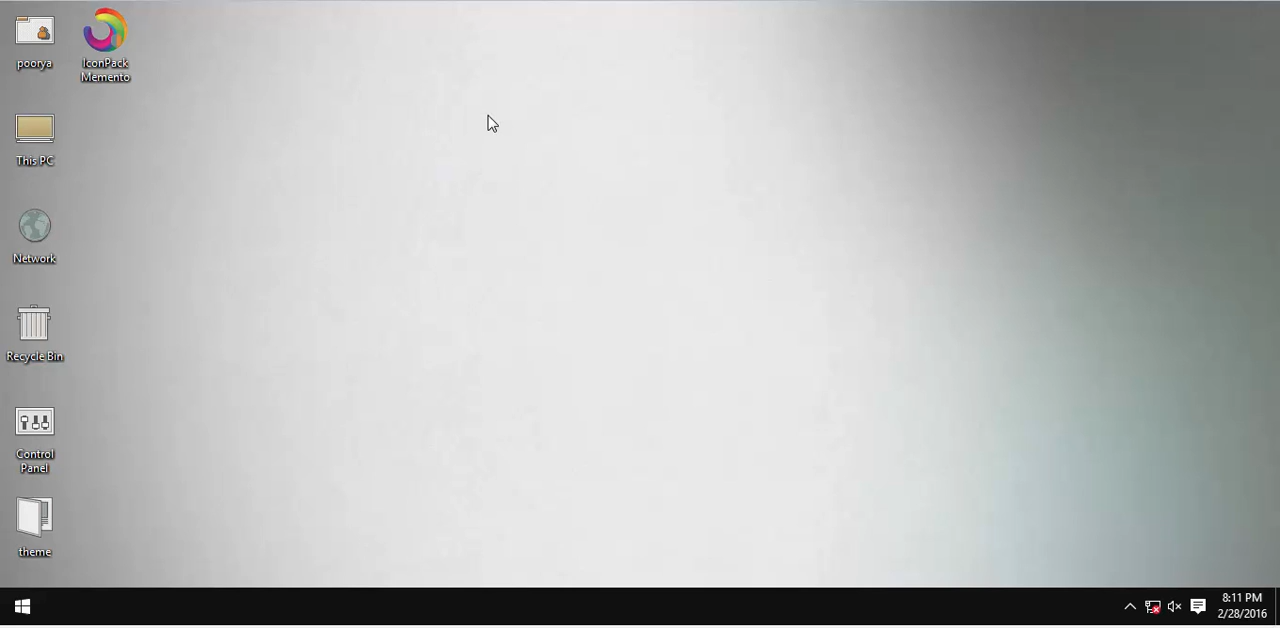 poorya
IconPack
Memento
This PC
Network
Recycle Bin
Control
Panel
theme
8:11 PM
2/28/2016